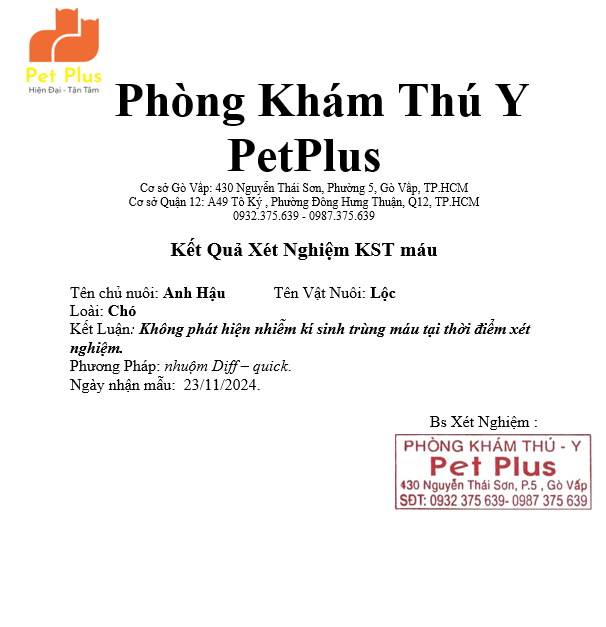 Pet Plus
Hiện Đại - Tận Tâm
Phòng Khám Thú Y
PetPlus
Cơ sở Gò Vấp: 430 Nguyễn Thái Sơn, Phường 5, Gò Vấp, TP.HCM
Cơ sở Quận 12: A49 Tô Ký , Phường Đông Hưng Thuận, Q12, TP.HCM
0932.375.639 - 0987.375.639
Kết Quả Xét Nghiệm KST máu
Tên chủ nuôi: Anh Hậu Tên Vật Nuôi: Lộc
Loài: Chó
Kết Luận: Không phát hiện nhiễm kí sinh trùng máu tại thời điểm xét
nghiệm.
Phương Pháp: nhuộm Diff – quick.
Ngày nhận mẫu: 23/11/2024.
Bs Xét Nghiệm :
PHÒNG KHÁM THÚ - Y
Pet Plus
430 Nguyễn Thái Sơn, P.5 , Gò Vấp
SĐT: 0932 375 639- 0987 375 639